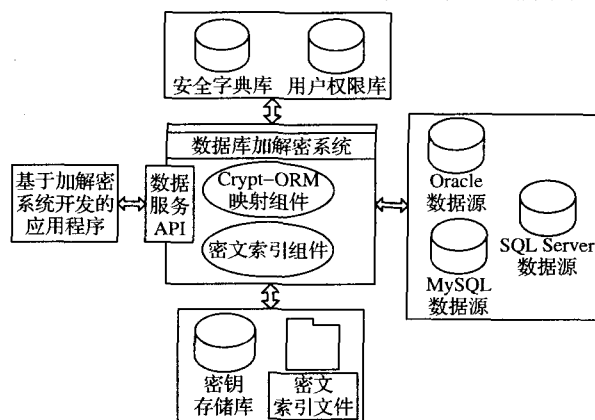 安全字典库
用户权限库
数据库加解密系统
Crypt-ORM
映射组件
密文索引组件
数据
服务
API
基于加解密
系统开发的
应用程序
Oracle
数据源
SQL Server
数据源
MySQL
数据源
密钥
存储库
密文
索引文件